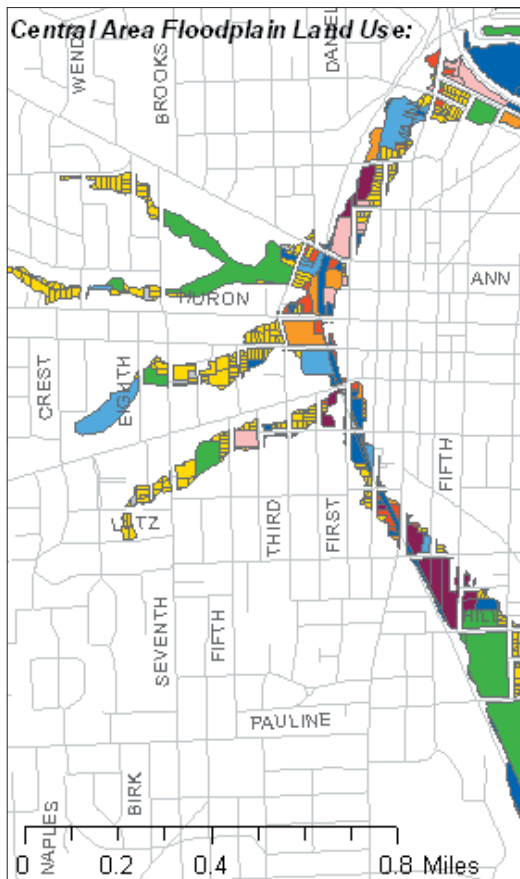 Central Area Floodplain Land Use:
WENDY
BROOKS
DANIEL
ANN
HURON
CREST
EIGHTH
FIFTH
LUTZ
THIRD
FIRST
HILL
SEVENTH
FIFTH
PAULINE
BIRK
NAPLES
0 0.2 0.4 0.8 Miles